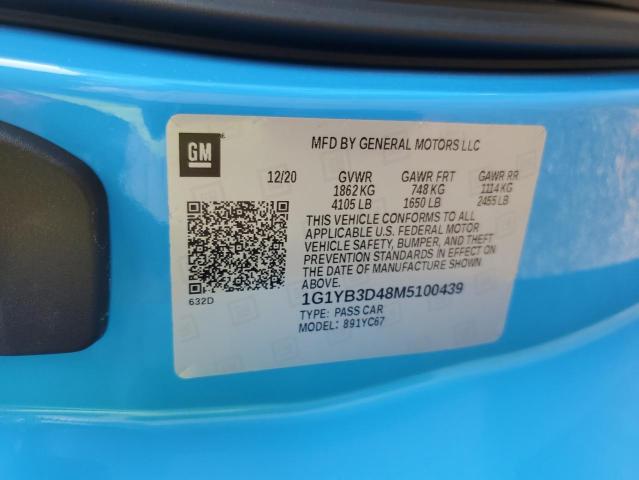 GM
MFD BY GENERAL MOTORS LLC
12/20 GVWR GAWR FRT GAWR RR
1862 KG 748 KG 1114 KG
4105 LB 1650 LB 2455 LB
THIS VEHICLE CONFORMS TO ALL
APPLICABLE U.S. FEDERAL MOTOR
VEHICLE SAFETY, BUMPER, AND THEFT
PREVENTION STANDARDS IN EFFECT ON
THE DATE OF MANUFACTURE SHOWN
ABOVE.
632D
1G1YB3D48M5100439
TYPE: PASS CAR
MODEL: 891YC67